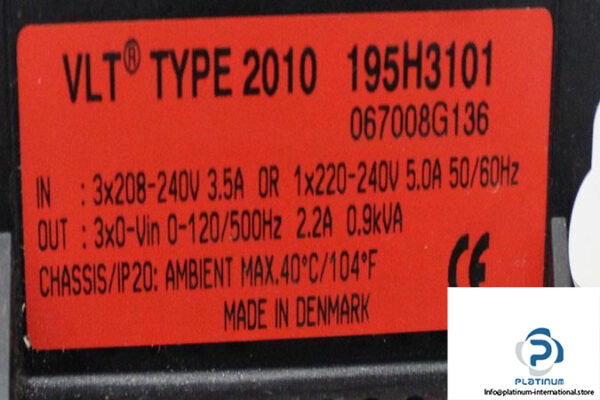 VLT® TYPE 2010 195H3101
067008G136
IN : 3x208-240V 3.5A OR 1x220-240V 5.0A 50/60Hz
OUT : 3x0-Vin 0-120/500Hz 2.2A 0.9kVA
CHASSIS/IP20: AMBIENT MAX.40°C/104°F
CE
MADE IN DENMARK
PLATINUM
Info@platinum-international.store